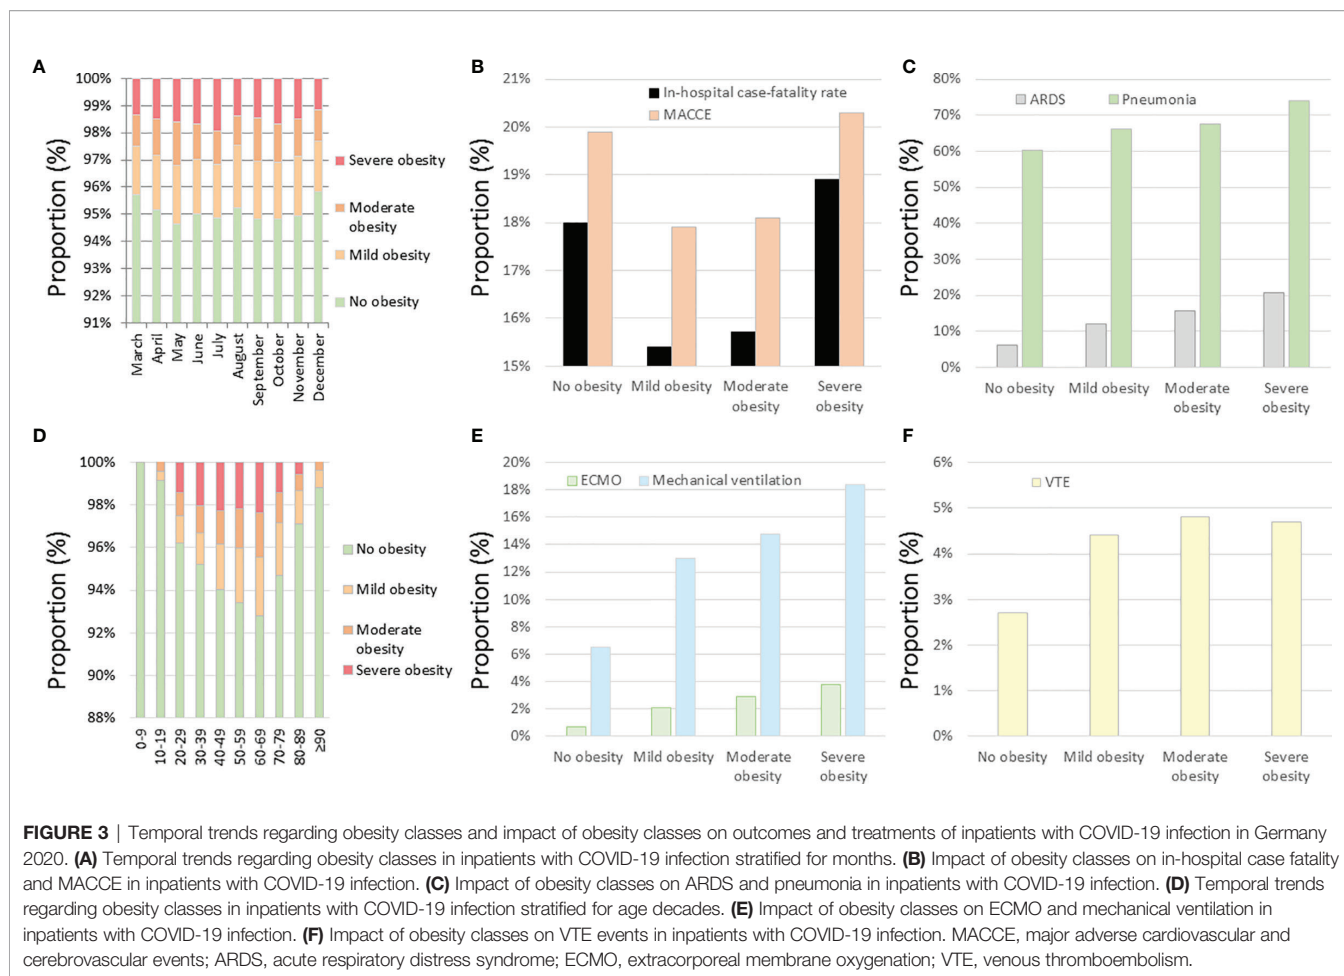 A
100%
99%
98%
97%
96%
95%
94%
93%
92%
91%
Proportion (%)
March
April
May
June
July
August
September
October
November
December
Severe obesity
Moderate
obesity
Mild obesity
No obesity
B
21%
20%
19%
18%
17%
16%
15%
Proportion (%)
In-hospital case-fatality rate
MACCE
No obesity
Mild obesity
Moderate
obesity
Severe
obesity
C
80%
70%
60%
50%
40%
30%
20%
10%
0%
Proportion (%)
ARDS
Pneumonia
No obesity
Mild obesity
Moderate
obesity
Severe
obesity
D
100%
98%
96%
94%
92%
90%
88%
Proportion (%)
0-9
10-19
20-29
30-39
40-49
50-59
60-69
70-79
80-89
≥90
No obesity
Mild obesity
Moderate
obesity
Severe obesity
E
20%
18%
16%
14%
12%
10%
8%
6%
4%
2%
0%
Proportion (%)
ECMO
Mechanical ventilation
No obesity
Mild obesity
Moderate
obesity
Severe
obesity
F
6%
5%
4%
3%
2%
1%
0%
Proportion (%)
VTE
No obesity
Mild obesity
Moderate
obesity
Severe
obesity
FIGURE 3 | Temporal trends regarding obesity classes and impact of obesity classes on outcomes and treatments of inpatients with COVID-19 infection in Germany
2020. (A) Temporal trends regarding obesity classes in inpatients with COVID-19 infection stratified for months. (B) Impact of obesity classes on in-hospital case fatality
and MACCE in inpatients with COVID-19 infection. (C) Impact of obesity classes on ARDS and pneumonia in inpatients with COVID-19 infection. (D) Temporal trends
regarding obesity classes in inpatients with COVID-19 infection stratified for age decades. (E) Impact of obesity classes on ECMO and mechanical ventilation in
inpatients with COVID-19 infection. (F) Impact of obesity classes on VTE events in inpatients with COVID-19 infection. MACCE, major adverse cardiovascular and
cerebrovascular events; ARDS, acute respiratory distress syndrome; ECMO, extracorporeal membrane oxygenation; VTE, venous thromboembolism.